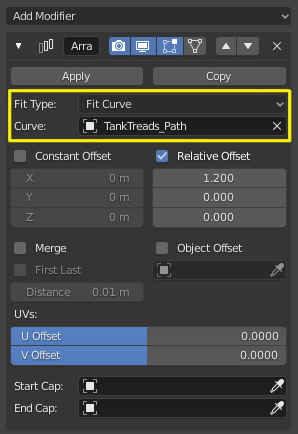 Add Modifier
Arra
Apply Copy
Fit Type: Fit Curve
Curve: TankTreads_Path
Constant Offset Relative Offset
X 0 m 1.200
Y 0 m 0.000
Z 0 m 0.000
Merge Object Offset
First Last
Distance 0.01 m
UVs:
U Offset 0.0000
V Offset 0.0000
Start Cap:
End Cap: